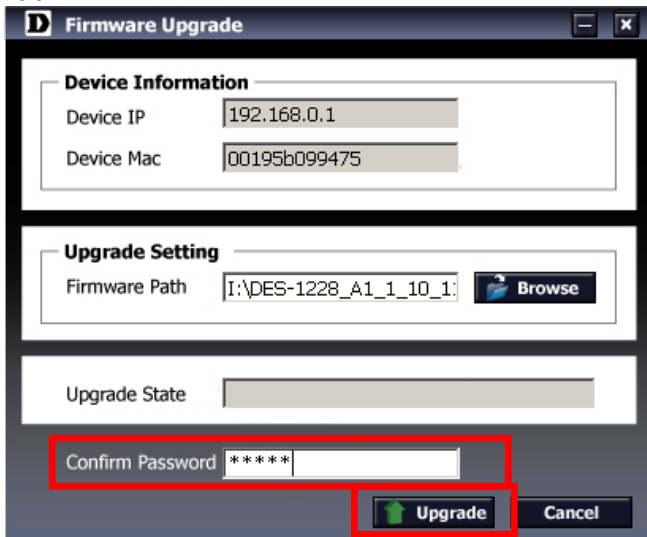 D Firmware Upgrade
Device Information
Device IP 192.168.0.1
Device Mac 00195b099475
Upgrade Setting
Firmware Path I:\DES-1228_A1_1_10_1 Browse
Upgrade State
Confirm Password *****
Upgrade Cancel